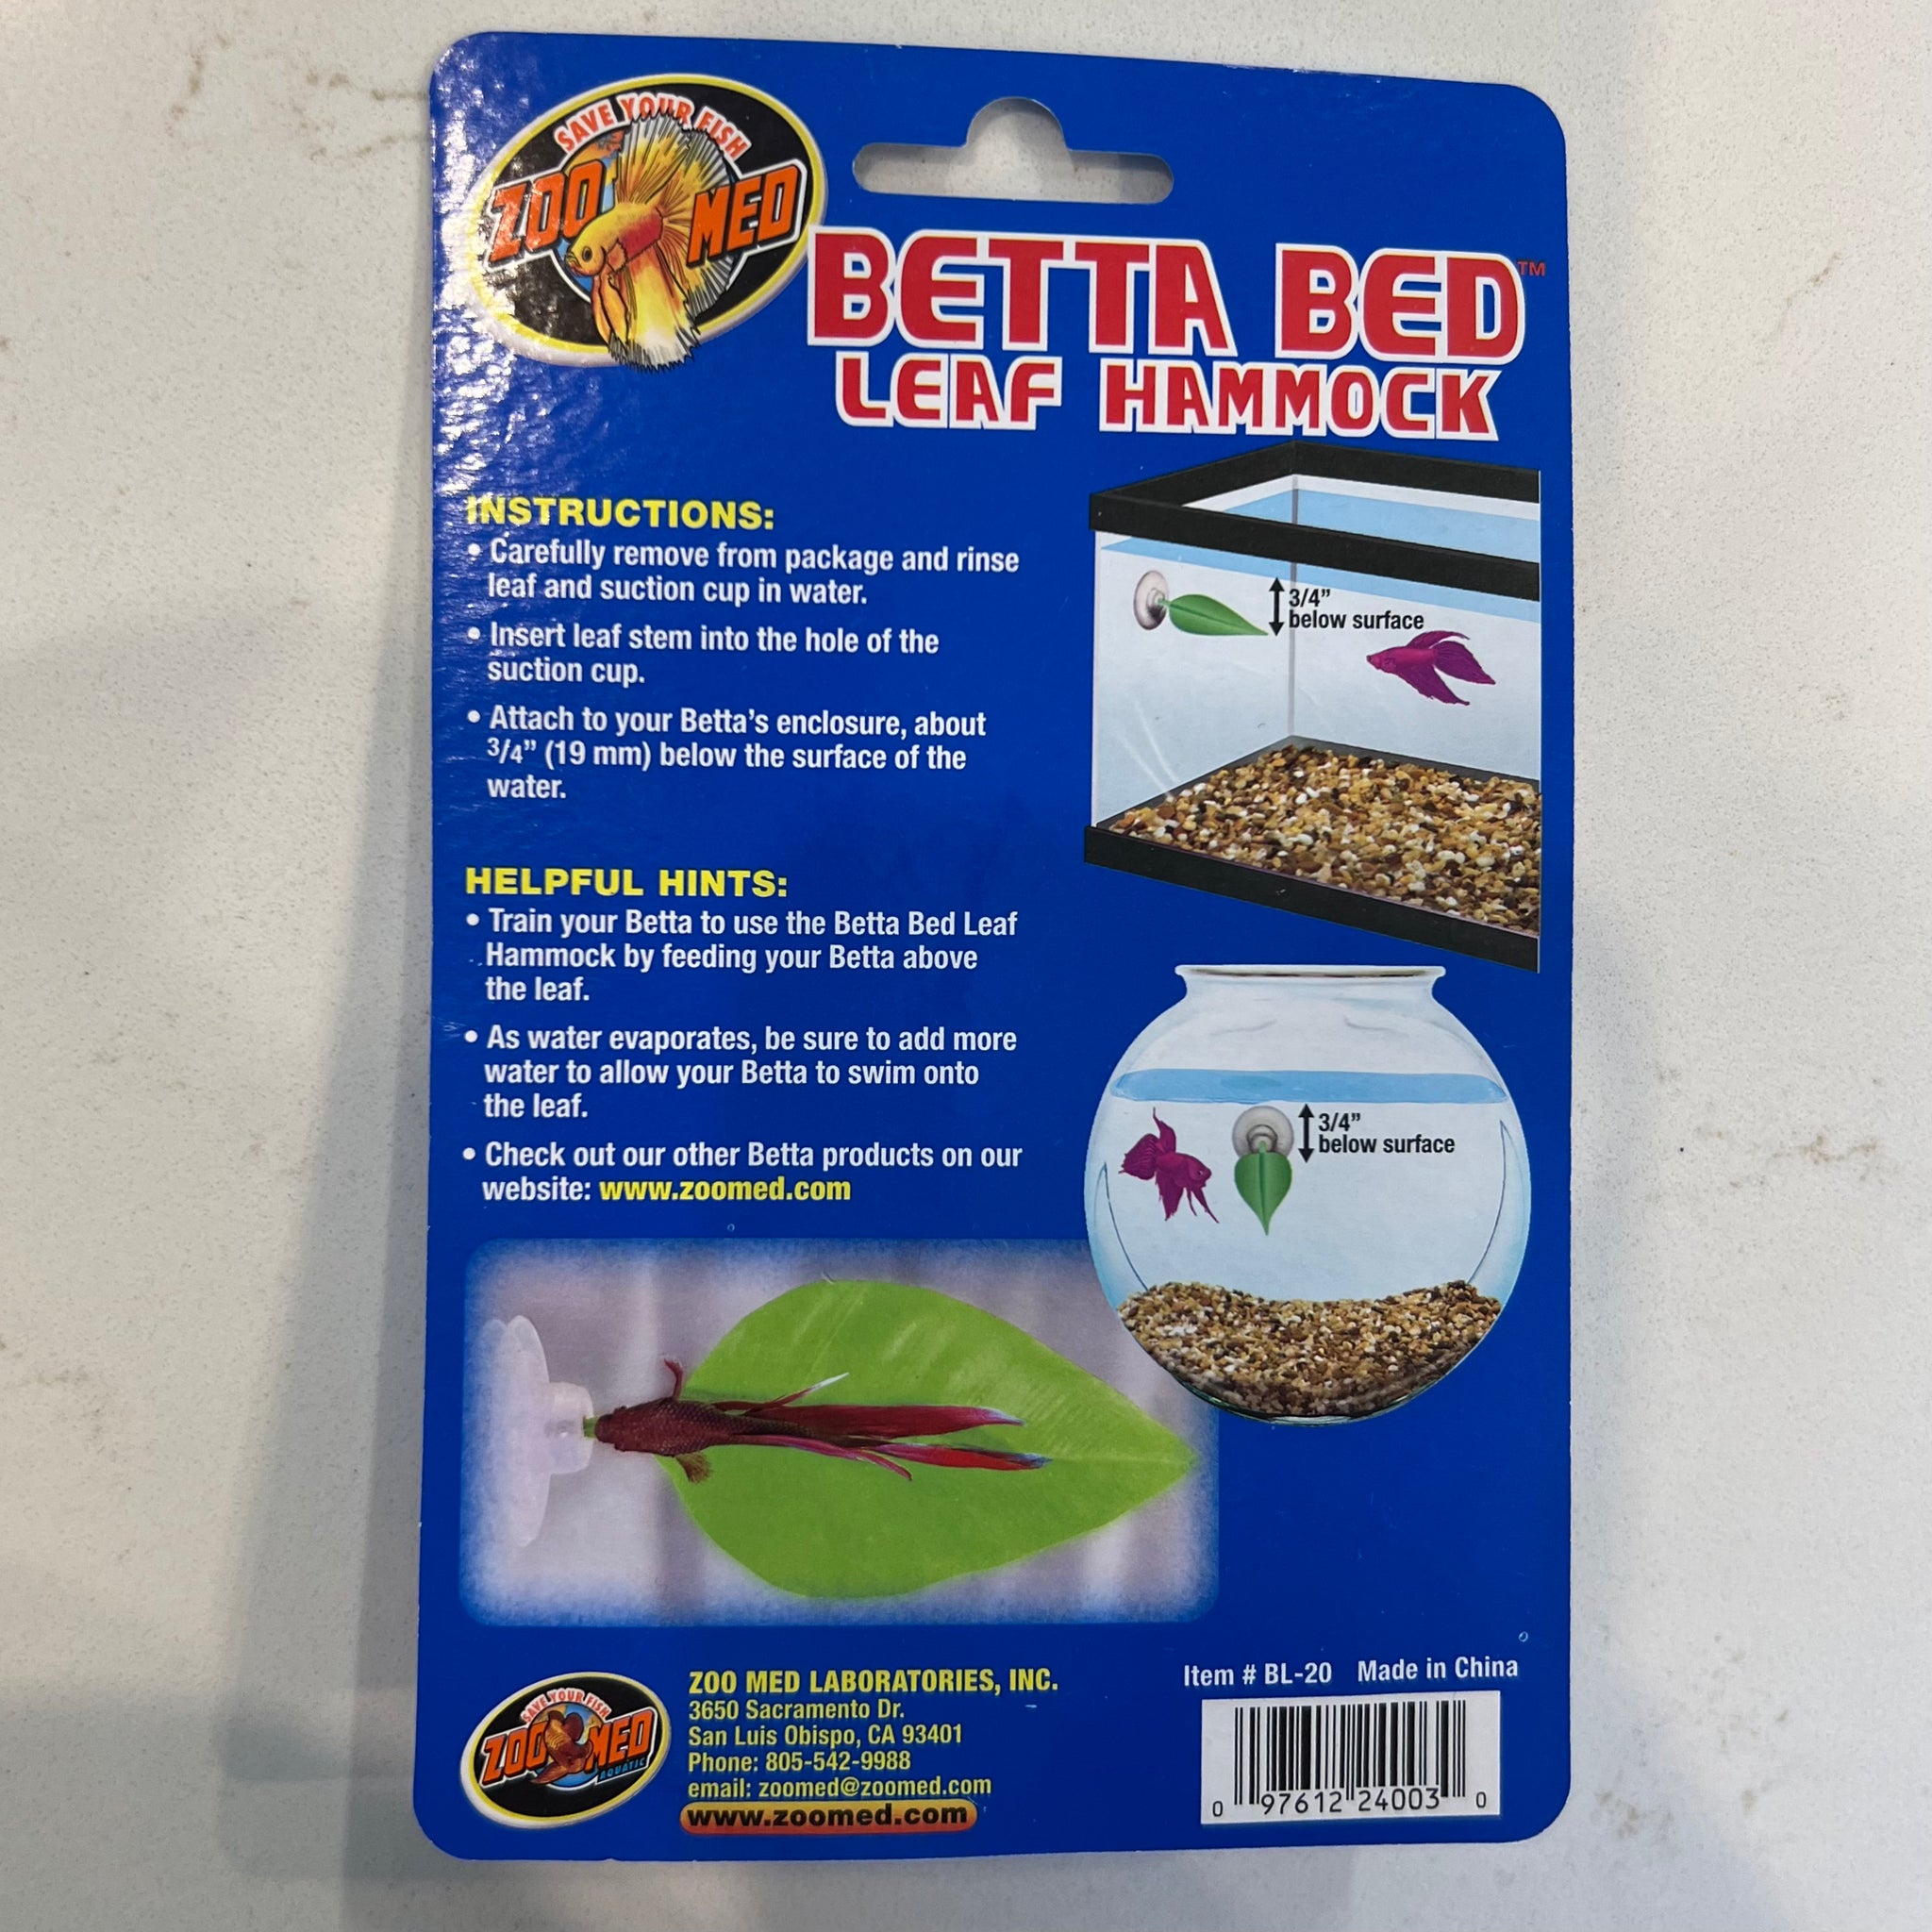 SAVE YOUR FISH
ZOO MED
BETTA BED™
LEAF HAMMOCK
INSTRUCTIONS:
• Carefully remove from package and rinse
leaf and suction cup in water.
• Insert leaf stem into the hole of the
suction cup.
• Attach to your Betta's enclosure, about
3/4" (19 mm) below the surface of the
water.
3/4"
below surface
HELPFUL HINTS:
• Train your Betta to use the Betta Bed Leaf
Hammock by feeding your Betta above
the leaf.
• As water evaporates, be sure to add more
water to allow your Betta to swim onto
the leaf.
• Check out our other Betta products on our
website: www.zoomed.com
3/4"
below surface
SAVE YOUR FISH
ZOO MED
AQUATIC
ZOO MED LABORATORIES, INC.
3650 Sacramento Dr.
San Luis Obispo, CA 93401
Phone: 805-542-9988
email: zoomed@zoomed.com
www.zoomed.com
Item # BL-20 Made in China
0 97612 24003 0